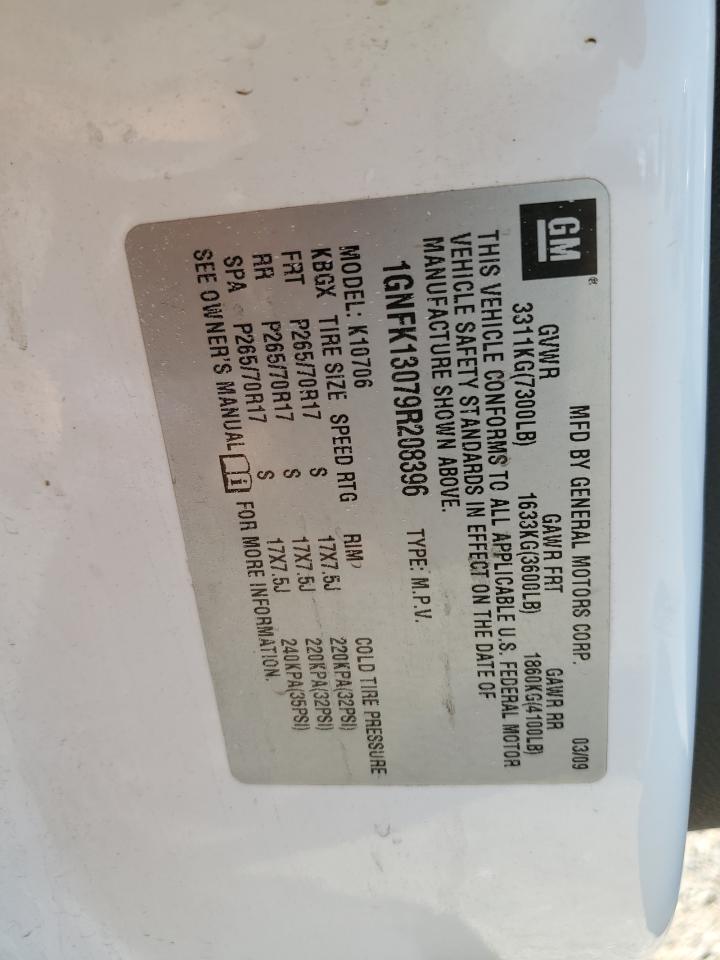 GM ®
MFD BY GENERAL MOTORS CORP. 03/09
GVWR GAWR FRT GAWR RR
3311KG(7300LB) 1633KG(3600LB) 1860KG(4100LB)
THIS VEHICLE CONFORMS TO ALL APPLICABLE U.S. FEDERAL MOTOR
VEHICLE SAFETY STANDARDS IN EFFECT ON THE DATE OF
MANUFACTURE SHOWN ABOVE.
1GNFK13079R208396 TYPE: M.P.V.
MODEL: K10706 COLD TIRE PRESSURE
KBGX TIRE SIZE SPEED RTG RIM
FRT P265/70R17 S 17X7.5J 220KPA(32PSI)
RR P265/70R17 S 17X7.5J 220KPA(32PSI)
SPA P265/70R17 S 17X7.5J 240KPA(35PSI)
SEE OWNER'S MANUAL FOR MORE INFORMATION.